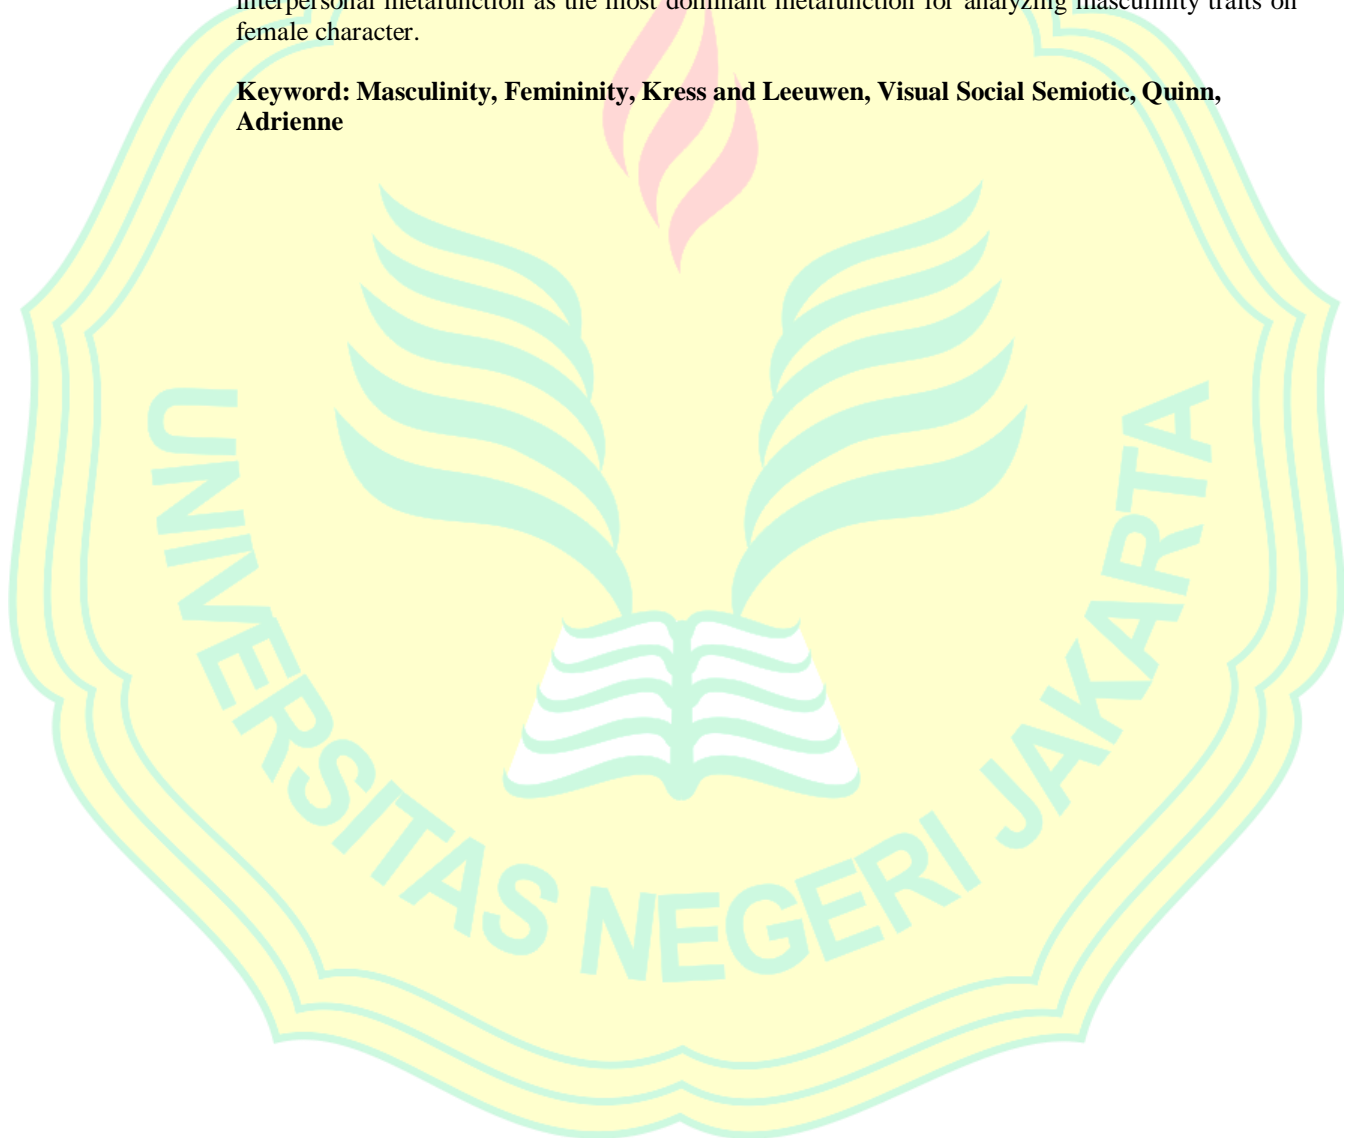 interpersonal metafunction as the most dominant metafunction for analyzing masculinity traits on
female character.
Keyword: Masculinity, Femininity, Kress and Leeuwen, Visual Social Semiotic, Quinn,
Adrienne
UNIVERSITAS NEGERI JAKARTA